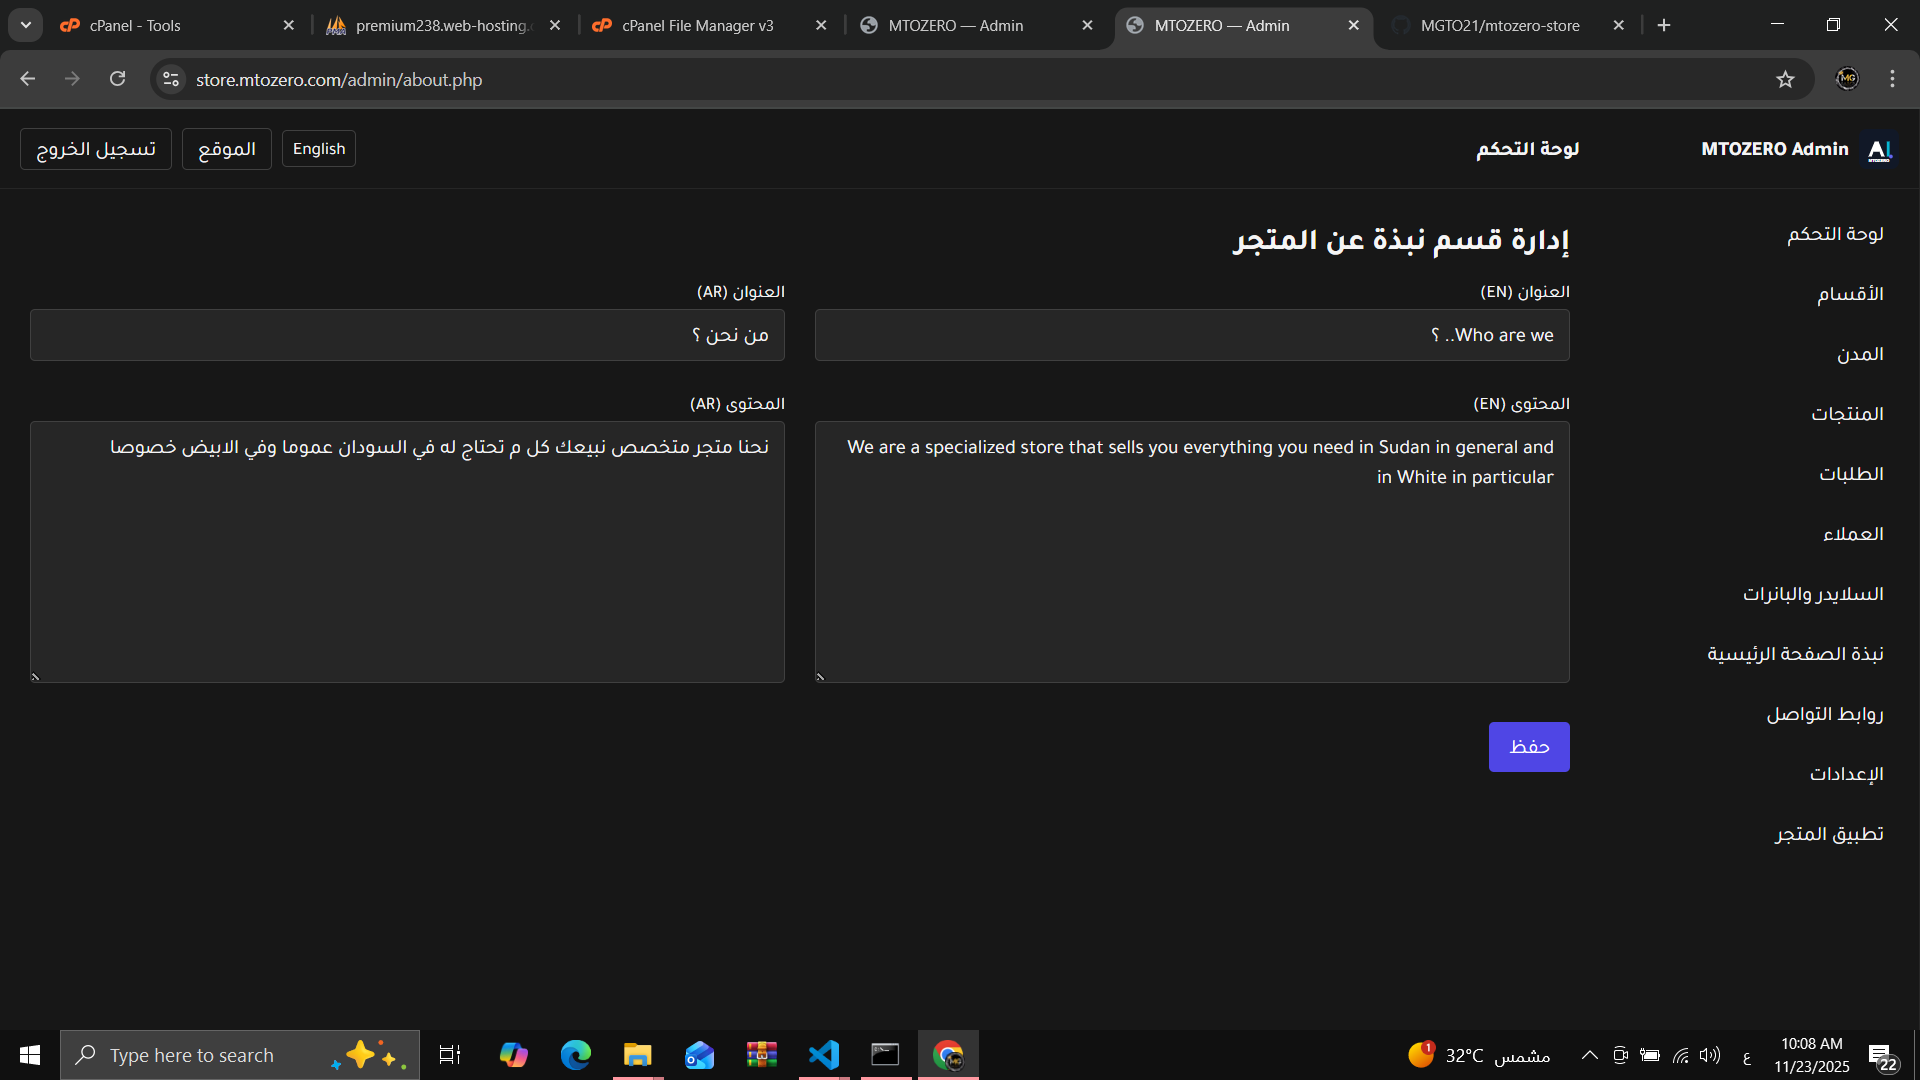 cPanel - Tools
premium238.web-hosting.
cPanel File Manager v3
MTOZERO — Admin
MTOZERO — Admin
MGTO21/mtozero-store
store.mtozero.com/admin/about.php
MTOZERO Admin
لوحة التحكم
English
الموقع
تسجيل الخروج
لوحة التحكم
الأقسام
المدن
المنتجات
الطلبات
العملاء
السلايدر والبانرات
نبذة الصفحة الرئيسية
روابط التواصل
الإعدادات
تطبيق المتجر
إدارة قسم نبذة عن المتجر
العنوان (EN)
Who are we.. ؟
العنوان (AR)
من نحن ؟
المحتوى (EN)
We are a specialized store that sells you everything you need in Sudan in general and
in White in particular
المحتوى (AR)
نحنا متجر متخصص نبيعك كل م تحتاج له في السودان عموما وفي الابيض خصوصا
حفظ
Type here to search
1
32°C مشمس
ع
10:08 AM
11/23/2025
22